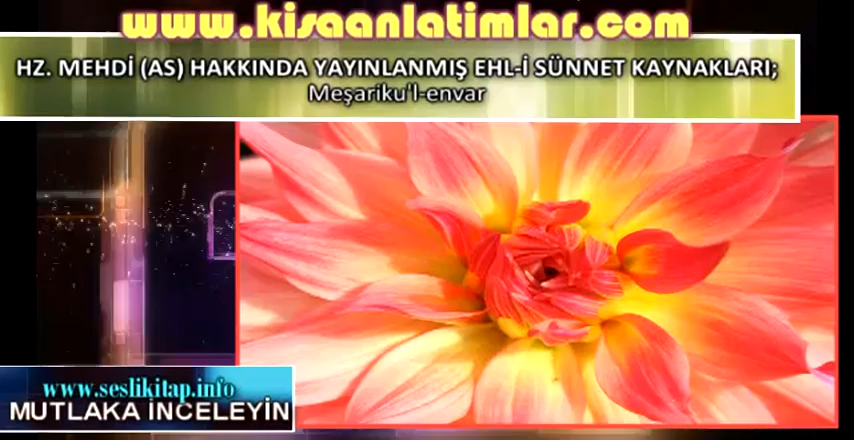 www.kisaanlatimlar.com
HZ. MEHDİ (AS) HAKKINDA YAYINLANMIŞ EHL-İ SÜNNET KAYNAKLARI;
Meşariku'l-envar
www.seslikitap.info
MUTLAKA İNCELEYİN